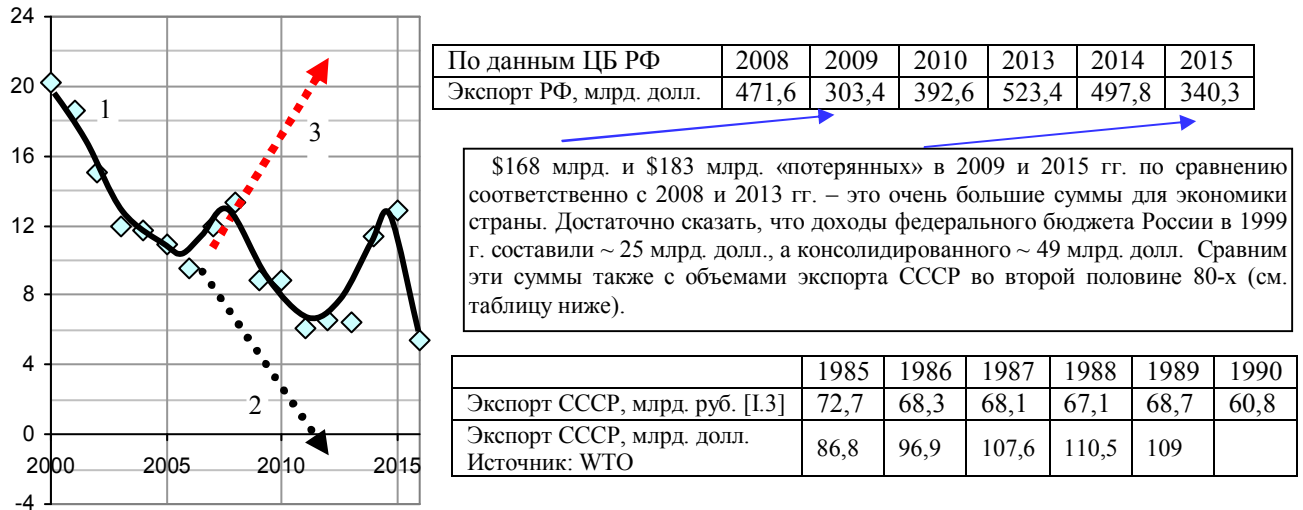 24
20
16
12
8
4
0
-4
2000 2005 2010 2015
1
3
2
По данным ЦБ РФ 2008 2009 2010 2013 2014 2015
Экспорт РФ, млрд. долл. 471,6 303,4 392,6 523,4 497,8 340,3
$168 млрд. и $183 млрд. «потерянных» в 2009 и 2015 гг. по сравнению
соответственно с 2008 и 2013 гг. – это очень большие суммы для экономики
страны. Достаточно сказать, что доходы федерального бюджета России в 1999
г. составили ~ 25 млрд. долл., а консолидированного ~ 49 млрд. долл. Сравним
эти суммы также с объемами экспорта СССР во второй половине 80-х (см.
таблицу ниже).
1985 1986 1987 1988 1989 1990
Экспорт СССР, млрд. руб. [I.3] 72,7 68,3 68,1 67,1 68,7 60,8
Экспорт СССР, млрд. долл.
Источник: WTO 86,8 96,9 107,6 110,5 109